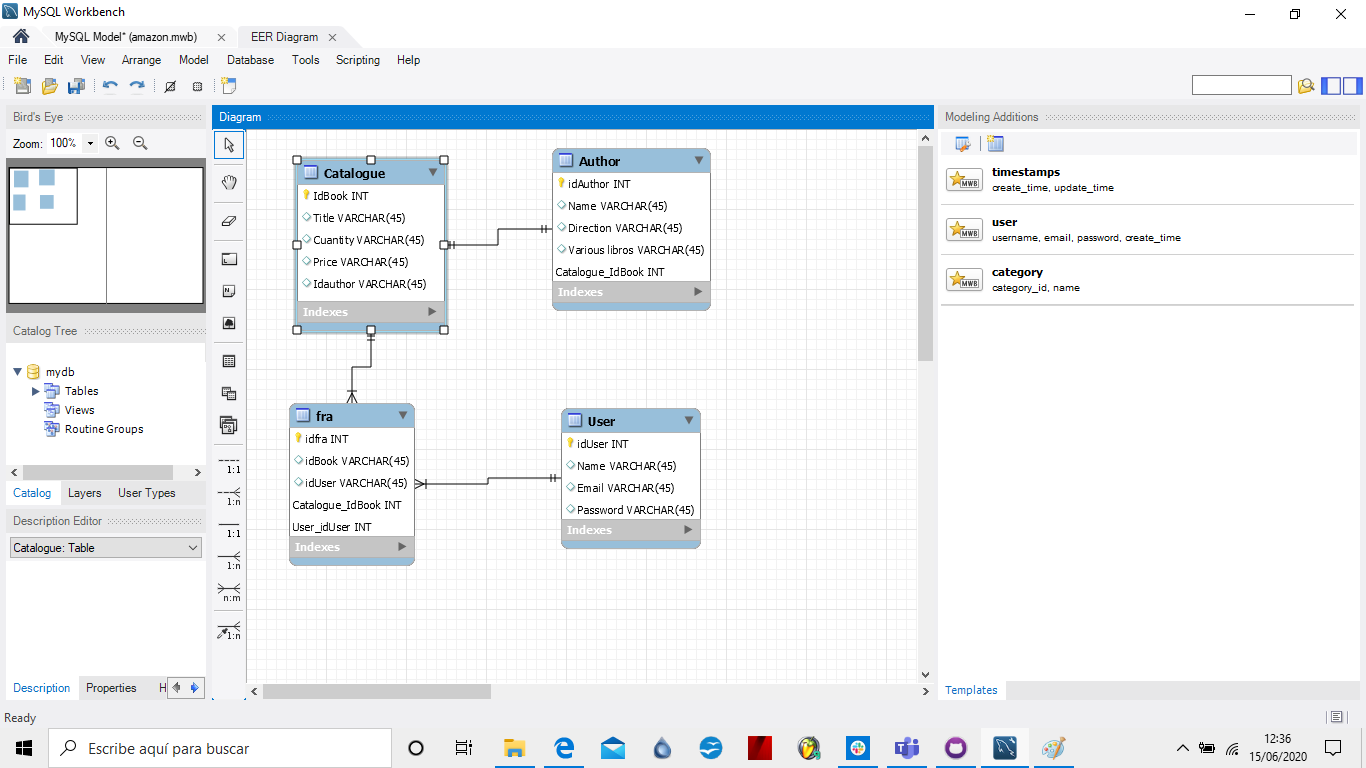 MySQL Workbench
MySQL Model* (amazon.mwb)
EER Diagram
File Edit View Arrange Model Database Tools Scripting Help
Bird's Eye
Zoom: 100%
Catalog Tree
mydb
Tables
Views
Routine Groups
Catalog Layers User Types
Description Editor
Catalogue: Table
Description Properties H
Ready
1:1
1:n
1:1
1:n
n:m
1:n
Diagram
Catalogue
IdBook INT
Title VARCHAR(45)
Cuantity VARCHAR(45)
Price VARCHAR(45)
Idauthor VARCHAR(45)
Indexes
Author
idAuthor INT
Name VARCHAR(45)
Direction VARCHAR(45)
Various libros VARCHAR(45)
Catalogue_IdBook INT
Indexes
fra
idfra INT
idBook VARCHAR(45)
idUser VARCHAR(45)
Catalogue_IdBook INT
User_idUser INT
Indexes
User
idUser INT
Name VARCHAR(45)
Email VARCHAR(45)
Password VARCHAR(45)
Indexes
Modeling Additions
MWB
timestamps
create_time, update_time
MWB
user
username, email, password, create_time
MWB
category
category_id, name
Templates
Escribe aquí para buscar
12:36
15/06/2020